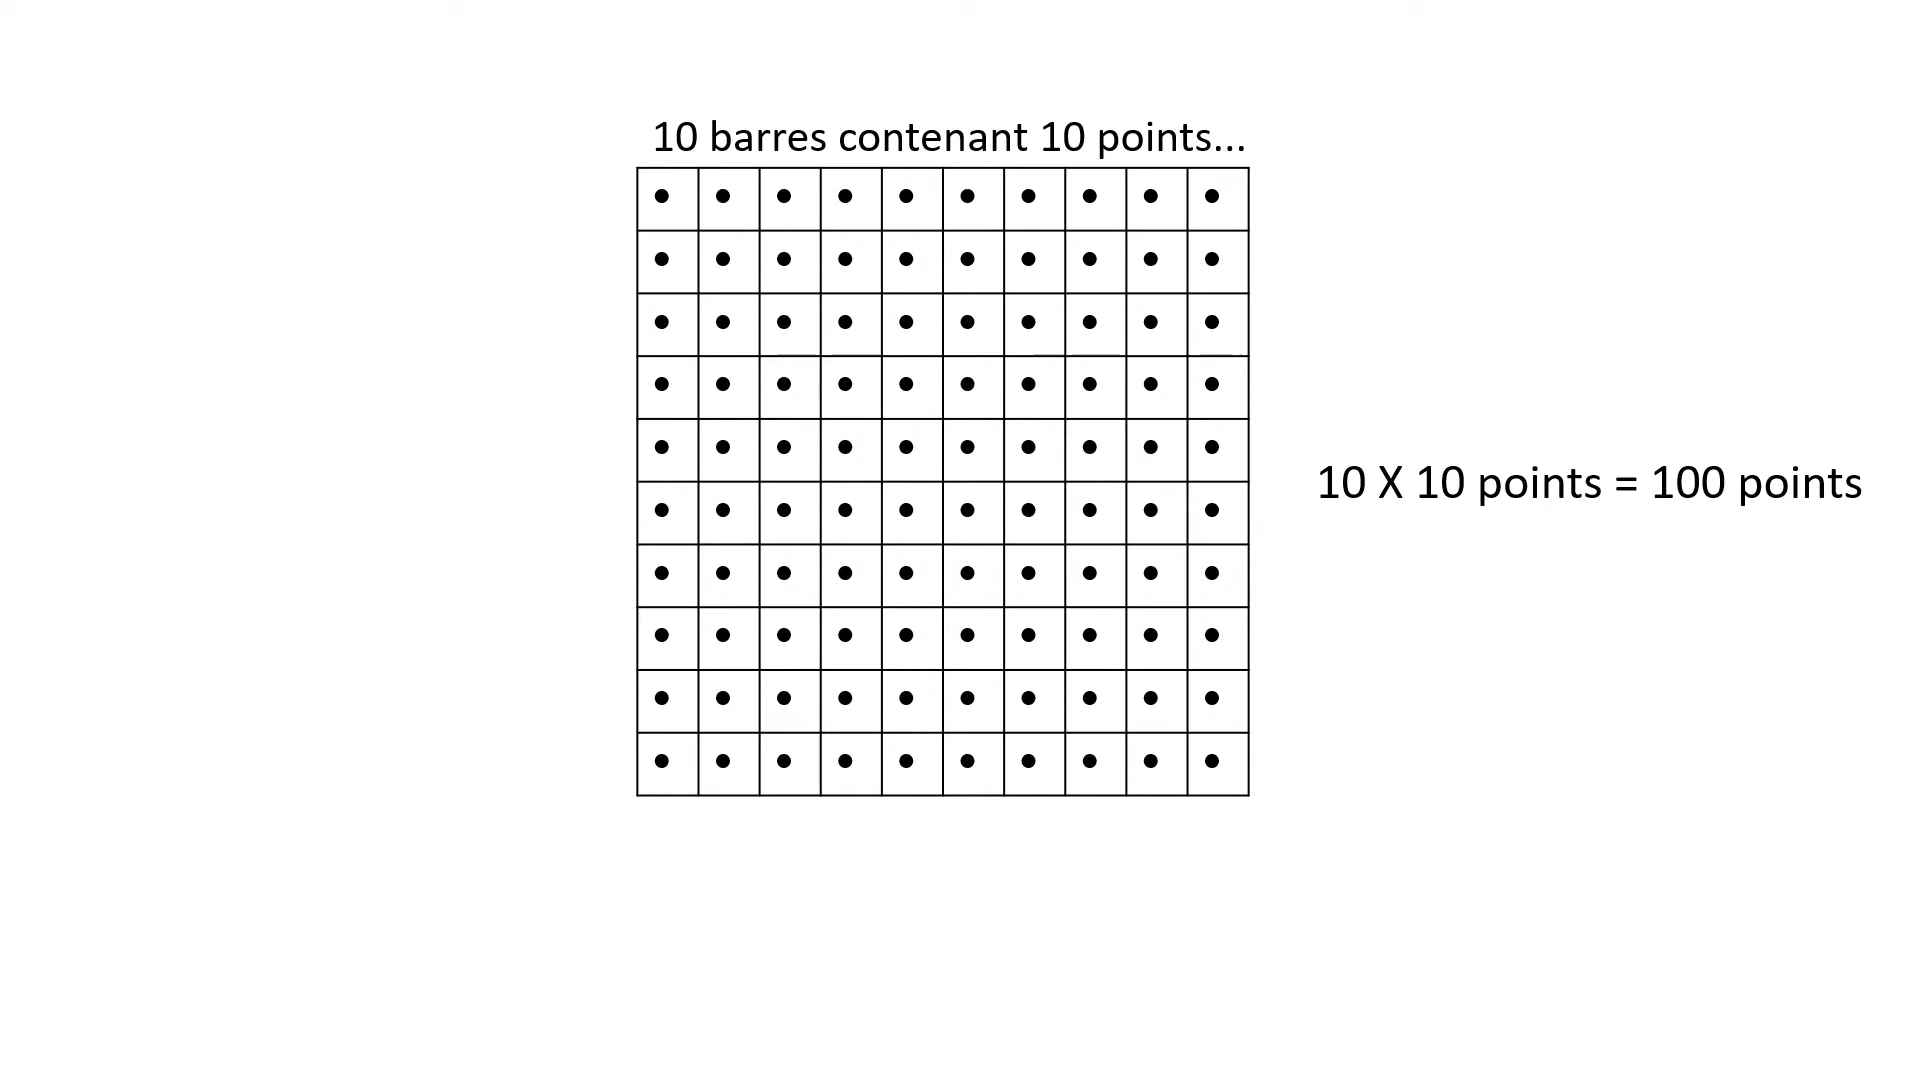 10 barres contenant 10 points...
10 X 10 points = 100 points